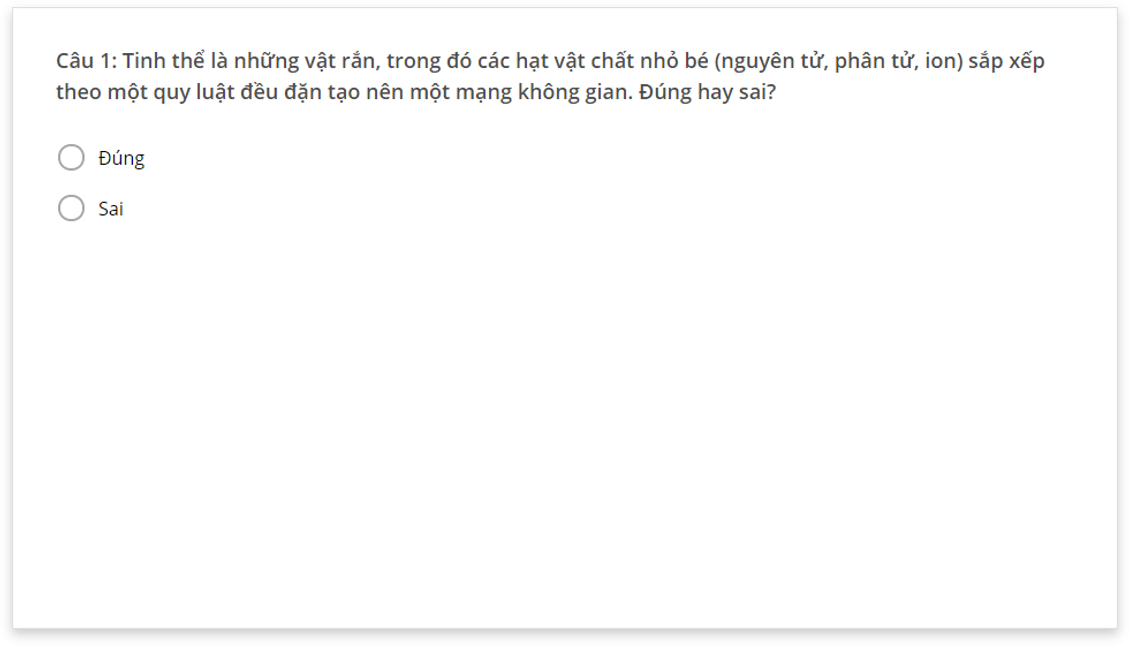 Câu 1: Tinh thể là những vật rắn, trong đó các hạt vật chất nhỏ bé (nguyên tử, phân tử, ion) sắp xếp
theo một quy luật đều đặn tạo nên một mạng không gian. Đúng hay sai?
Đúng
Sai